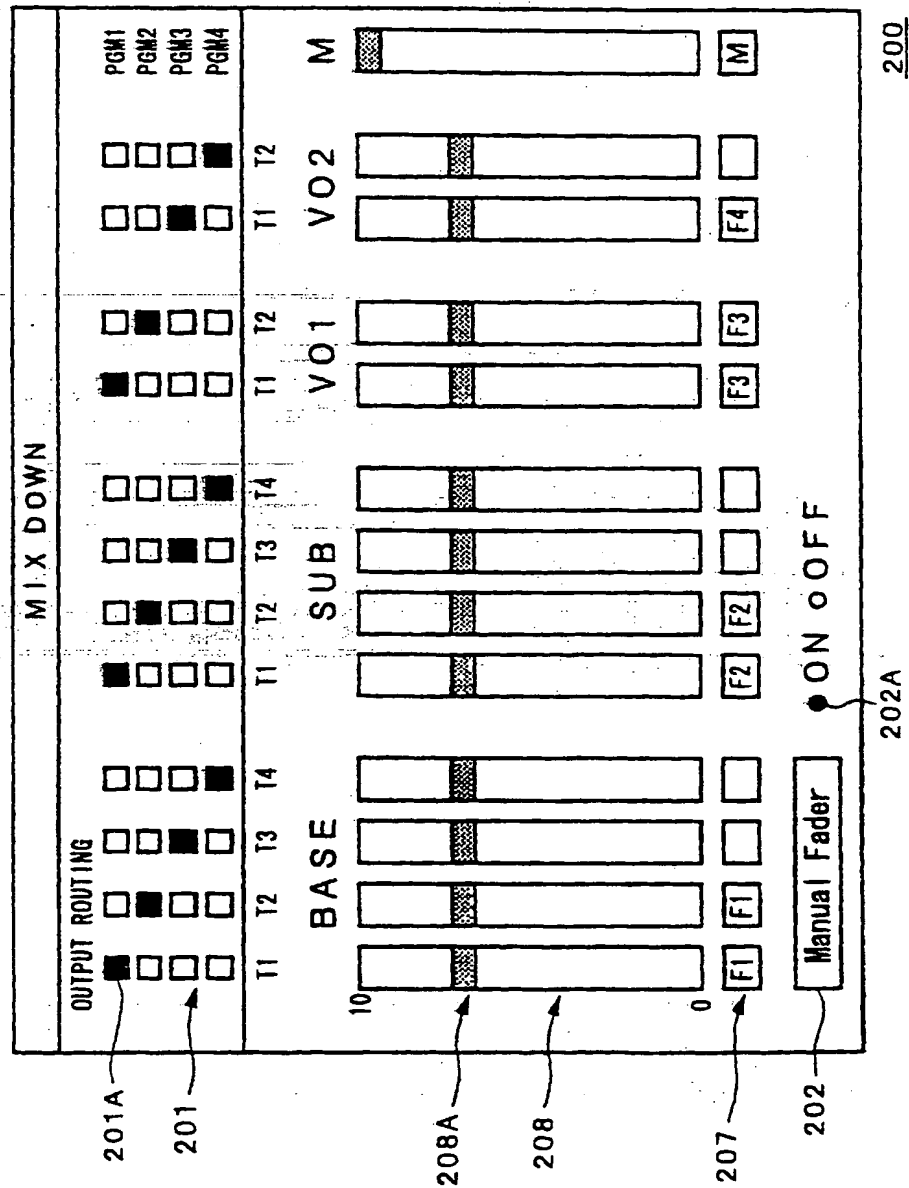 MIX DOWN
OUTPUT ROUTING
PGM1
PGM2
PGM3
PGM4
T1 T2 T3 T4 T1 T2 T3 T4 T1 T2 T1 T2
BASE SUB VO1 VO2 M
10
0
F1 F1 F2 F2 F3 F3 F4 M
Manual Fader ON OFF
201A
201
208A
208
207
202
202A
200